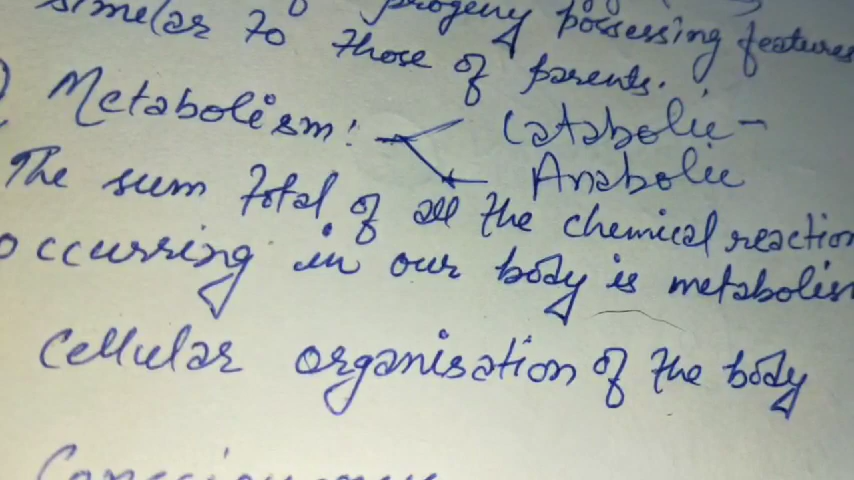 progeny possessing features
similar to those of parents.
Metabolism: Catabolic -
Anabolic
The sum total of all the chemical reaction
occurring in our body is metabolism
Cellular organisation of the body